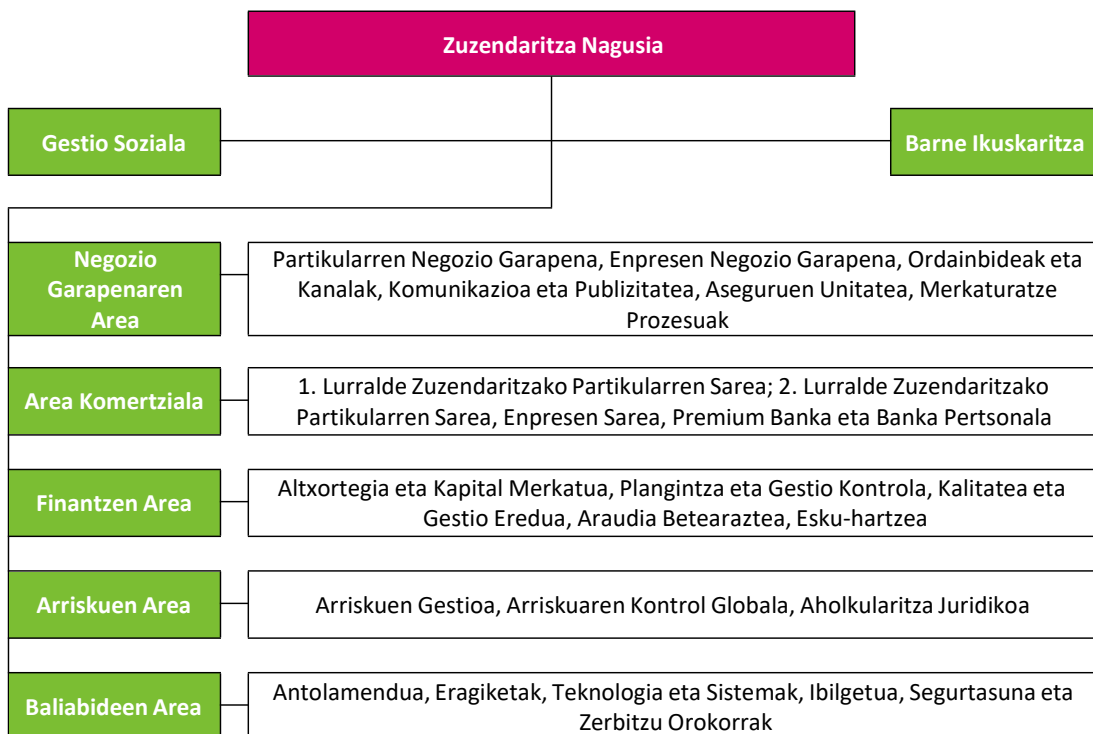 Zuzendaritza Nagusia
Gestio Soziala
Barne Ikuskaritza
Negozio
Garapenaren
Area
Partikularren Negozio Garapena, Enpresen Negozio Garapena, Ordainbideak eta
Kanalak, Komunikazioa eta Publizitatea, Aseguruen Unitatea, Merkaturatze
Prozesuak
Area Komertziala
1. Lurralde Zuzendaritzako Partikularren Sarea; 2. Lurralde Zuzendaritzako
Partikularren Sarea, Enpresen Sarea, Premium Banka eta Banka Pertsonala
Finantzen Area
Altxortegia eta Kapital Merkatua, Plangintza eta Gestio Kontrola, Kalitatea eta
Gestio Eredua, Araudia Betearaztea, Esku-hartzea
Arriskuen Area
Arriskuen Gestioa, Arriskuaren Kontrol Globala, Aholkularitza Juridikoa
Baliabideen Area
Antolamendua, Eragiketak, Teknologia eta Sistemak, Ibilgetua, Segurtasuna eta
Zerbitzu Orokorrak